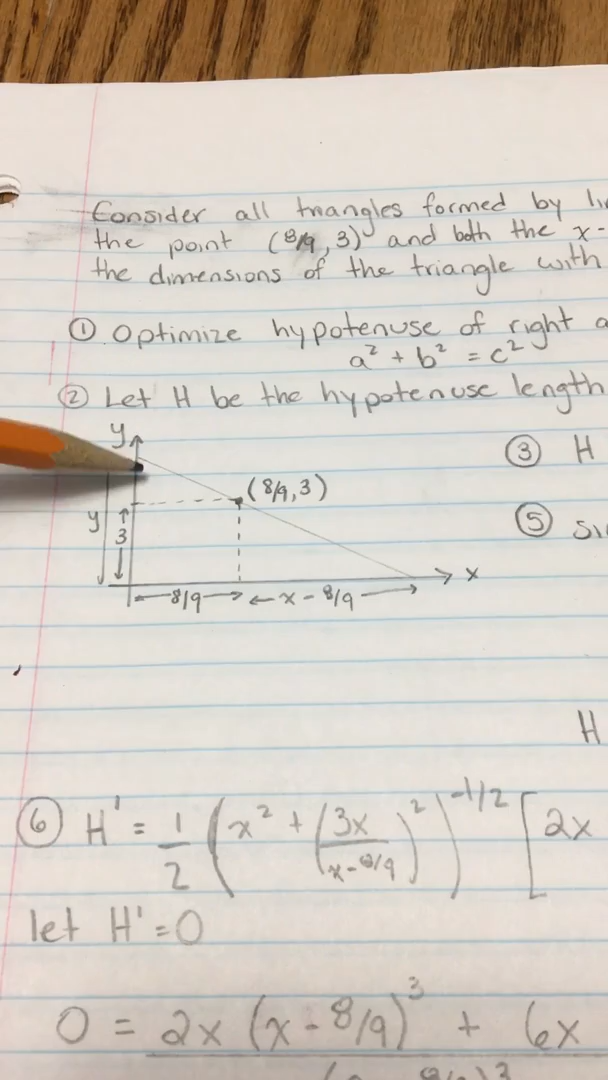 Consider all triangles formed by
the point (8/9, 3) and both the x-
the dimensions of the triangle with
① Optimize hypotenuse of right
a² + b² = c²
② Let H be the hypotenuse length
③ H
y
(8/9, 3)
y
3
⑤
x
8/9
x - 8/9
H
⑥ H' = 1/2 (x² + (3x/(x-8/9))²)^-1/2 [2x
let H' = 0
0 = 2x (x - 8/9)³ + 6x